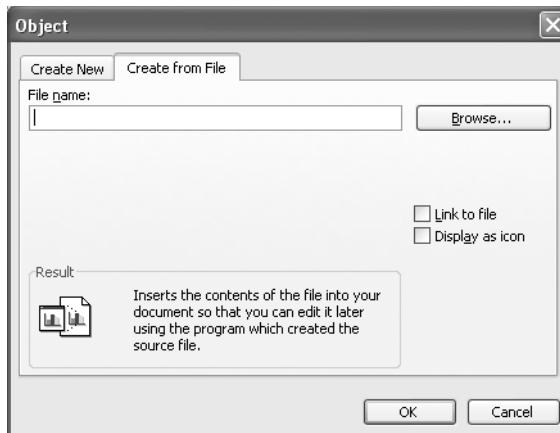 Object
Create New
Create from File
File name:
Browse...
Link to file
Display as icon
Result
Inserts the contents of the file into your
document so that you can edit it later
using the program which created the
source file.
OK
Cancel